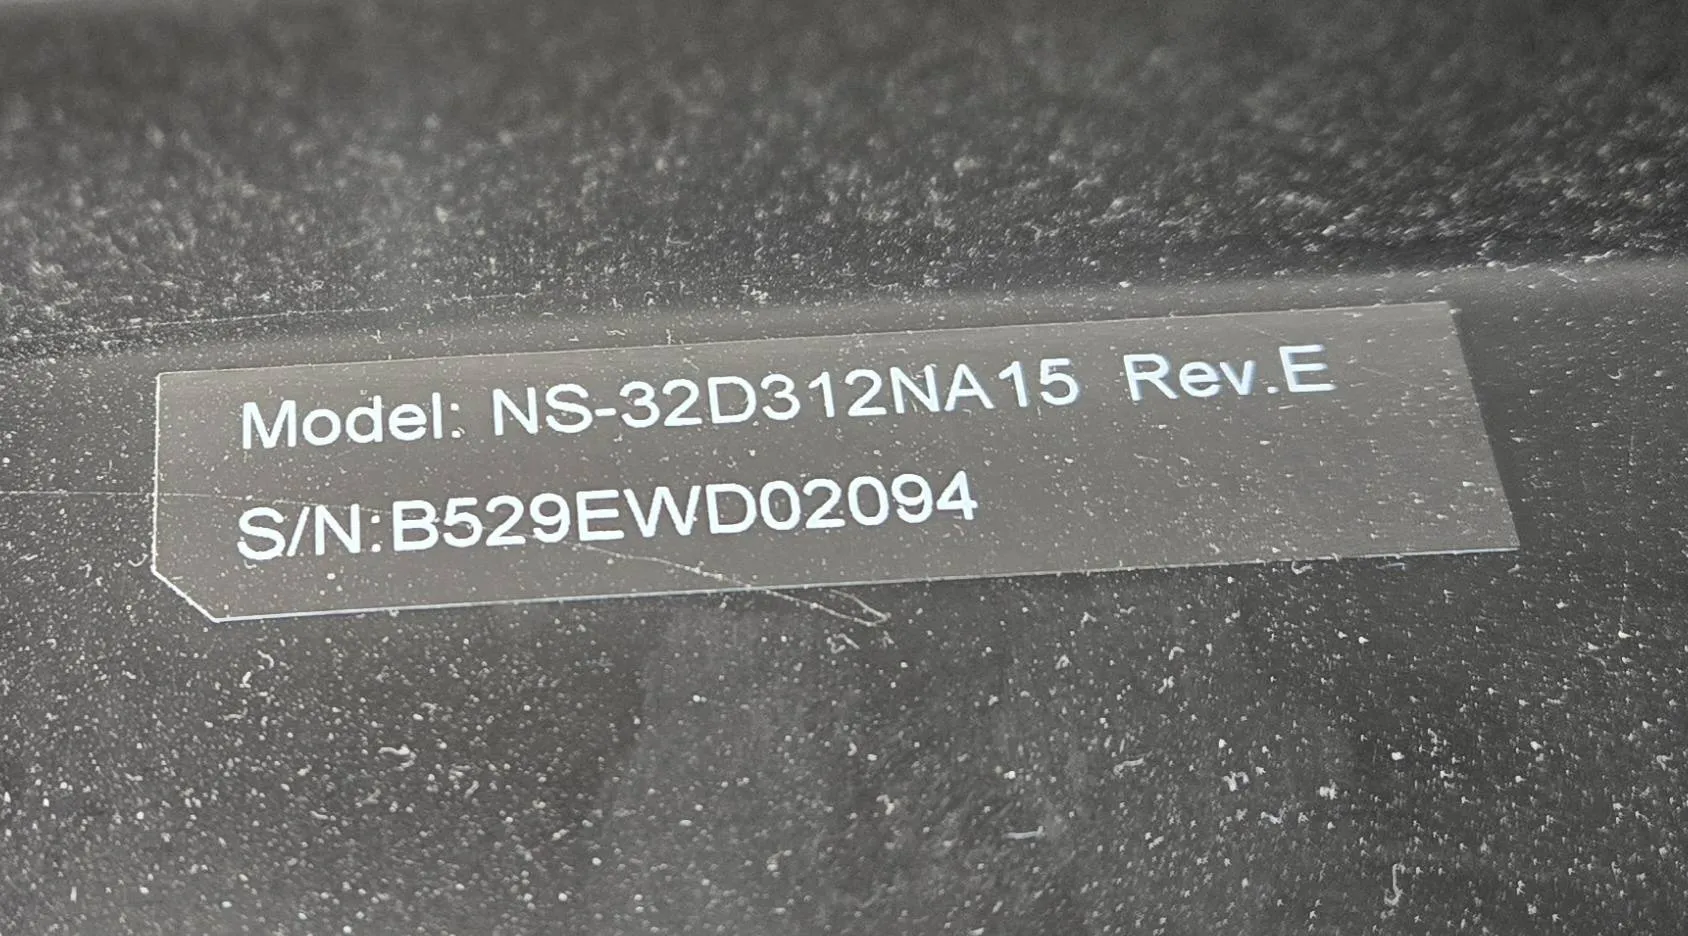 Model: NS-32D312NA15 Rev.E
S/N:B529EWD02094